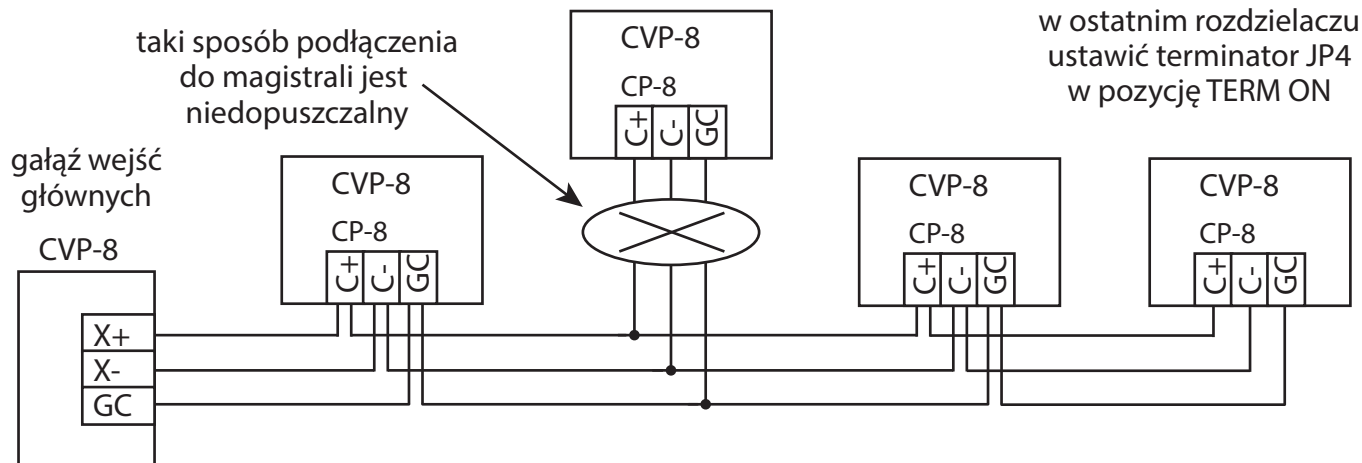 taki sposób podłączenia
do magistrali jest
niedopuszczalny
w ostatnim rozdzielaczu
ustawić terminator JP4
w pozycję TERM ON
gałąź wejść
głównych
CVP-8
X+
X-
GC
CVP-8
CP-8
C+ C- GC
CVP-8
CP-8
C+ C- GC
CVP-8
CP-8
C+ C- GC
CVP-8
CP-8
C+ C- GC